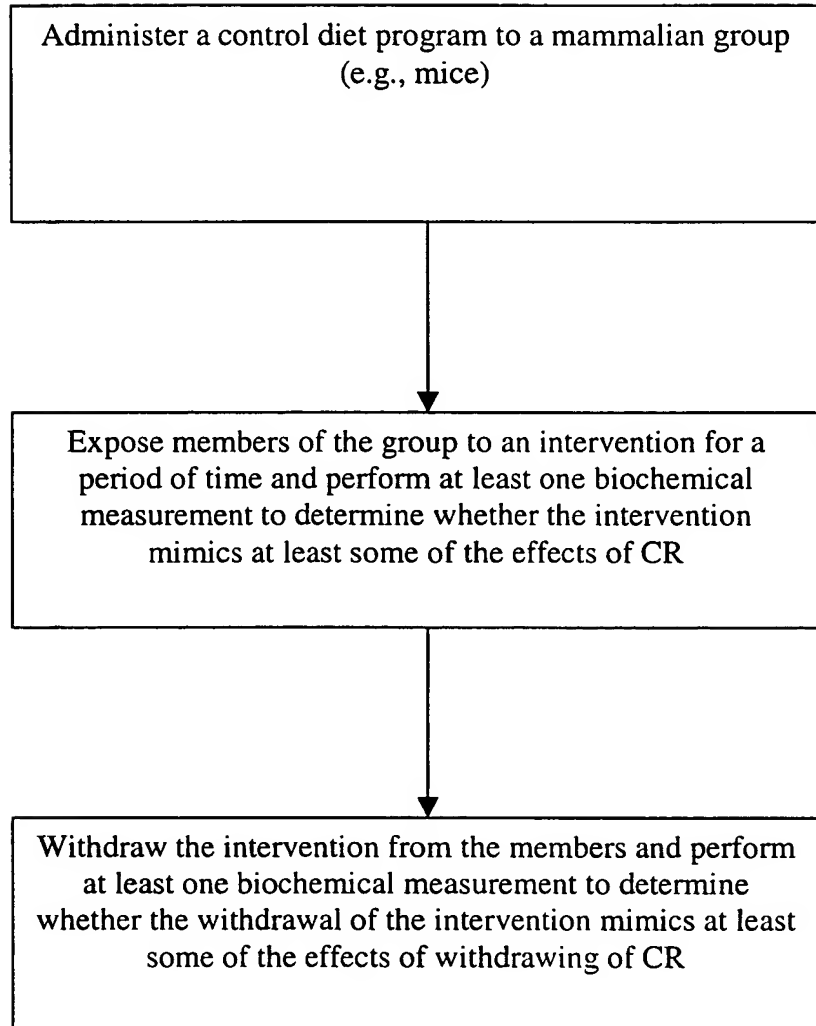 Administer a control diet program to a mammalian group
(e.g., mice)
Expose members of the group to an intervention for a
period of time and perform at least one biochemical
measurement to determine whether the intervention
mimics at least some of the effects of CR
Withdraw the intervention from the members and perform
at least one biochemical measurement to determine
whether the withdrawal of the intervention mimics at least
some of the effects of withdrawing of CR